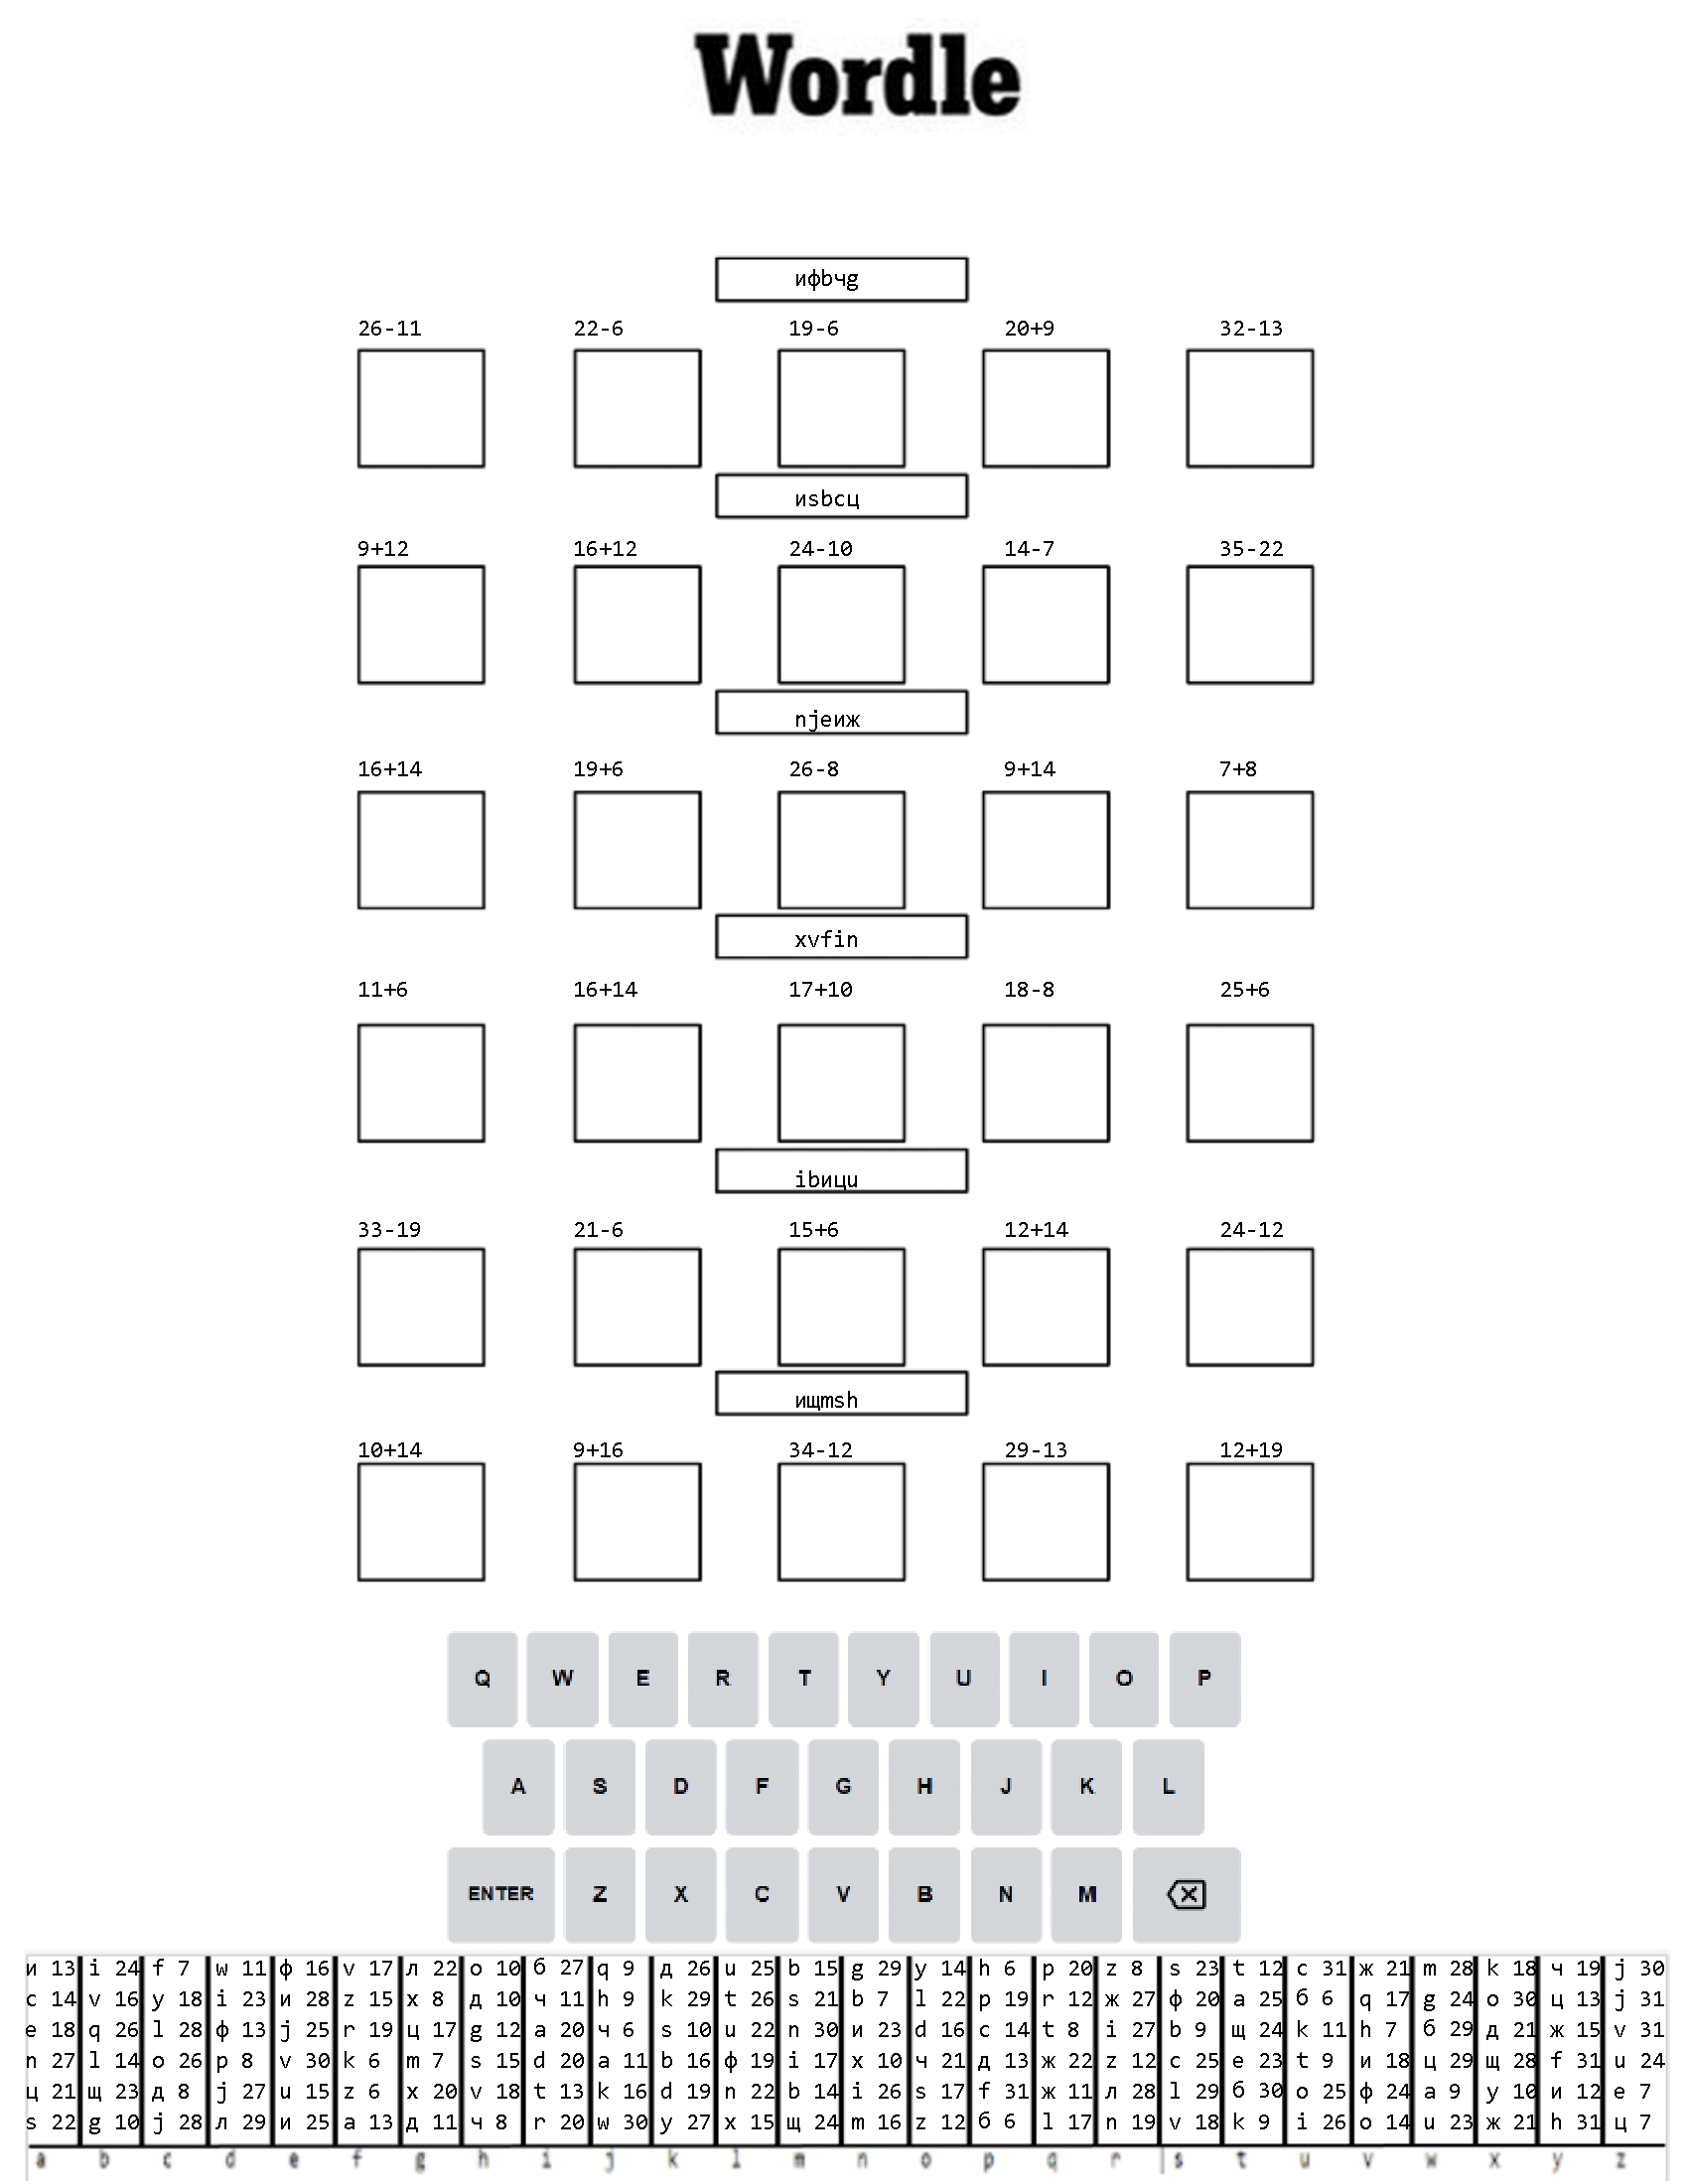 Wordle
ифbчg
26-11 22-6 19-6 20+9 32-13
иsbcц
9+12 16+12 24-10 14-7 35-22
njeиж
16+14 19+6 26-8 9+14 7+8
xvfin
11+6 16+14 17+10 18-8 25+6
ibицu
33-19 21-6 15+6 12+14 24-12
ищmsh
10+14 9+16 34-12 29-13 12+19
Q W E R T Y U I O P
A S D F G H J K L
ENTER Z X C V B N M
и 13 i 24 f 7 w 11 ф 16 v 17 л 22 o 10 б 27 q 9 д 26 u 25 b 15 g 29 y 14 h 6 p 20 z 8 s 23 t 12 c 31 ж 21 m 28 k 18 ч 19 j 30
c 14 v 16 y 18 i 23 и 28 z 15 x 8 д 10 ч 11 h 9 k 29 t 26 s 21 b 7 l 22 p 19 r 12 ж 27 ф 20 a 25 б 6 q 17 g 24 o 30 ц 13 j 31
e 18 q 26 l 28 ф 13 j 25 r 19 ц 17 g 12 a 20 ч 6 s 10 u 22 n 30 и 23 d 16 c 14 t 8 i 27 b 9 щ 24 k 11 h 7 б 29 д 21 ж 15 v 31
n 27 l 14 o 26 p 8 v 30 k 6 m 7 s 15 d 20 a 11 b 16 ф 19 i 17 x 10 ч 21 д 13 ж 22 z 12 c 25 e 23 t 9 и 18 ц 29 щ 28 f 31 u 24
ц 21 щ 23 д 8 j 27 u 15 z 6 x 20 v 18 t 13 k 16 d 19 n 22 b 14 i 26 s 17 f 31 ж 11 л 28 l 29 б 30 o 25 ф 24 a 9 y 10 и 12 e 7
s 22 g 10 j 28 л 29 и 25 a 13 д 11 ч 8 r 20 w 30 y 27 x 15 щ 24 m 16 z 12 б 6 l 17 n 19 v 18 k 9 i 26 o 14 u 23 ж 21 h 31 ц 7
a b c d e f g h i j k l m n o p q r s t u v w x y z